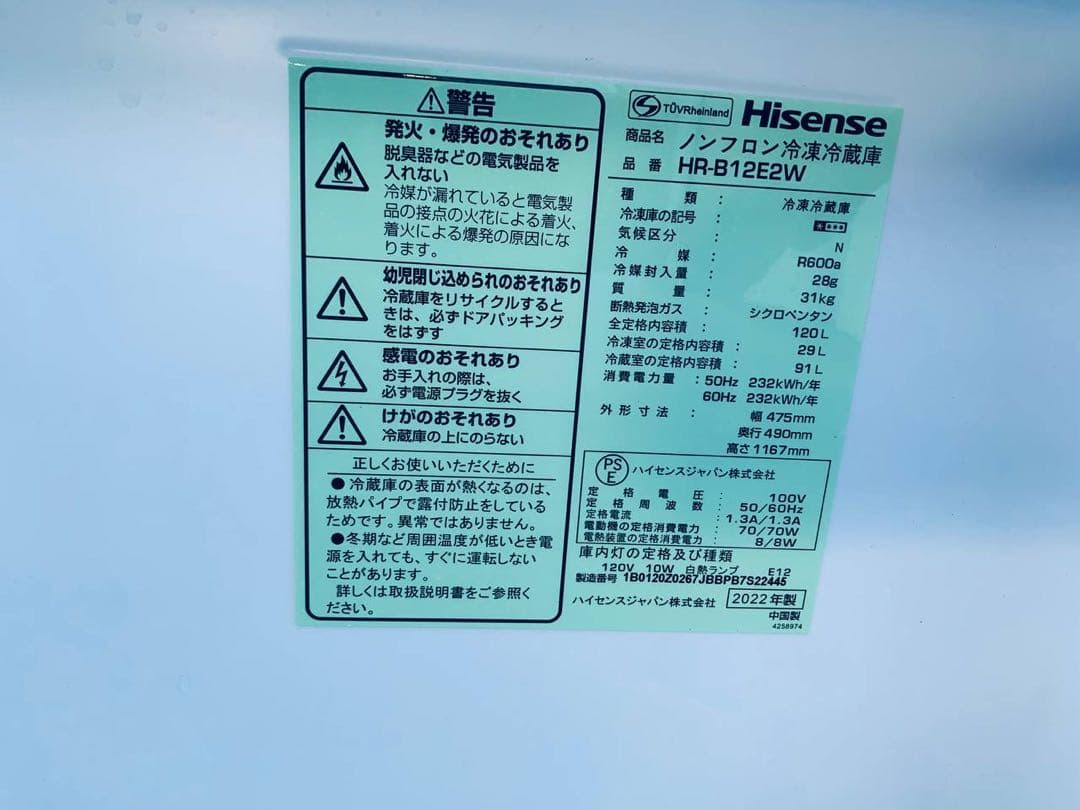 ⚠警告
発火・爆発のおそれあり
脱臭器などの電気製品を
入れない
冷媒が漏れていると電気製
品の接点の火花による着火、
着火による爆発の原因にな
ります。
幼児閉じ込められのおそれあり
冷蔵庫をリサイクルすると
きは、必ずドアパッキング
をはずす
感電のおそれあり
お手入れの際は、
必ず電源プラグを抜く
けがのおそれあり
冷蔵庫の上にのらない
正しくお使いいただくために
●冷蔵庫の表面が熱くなるのは、
放熱パイプで露付防止をしている
ためです。異常ではありません。
●冬期など周囲温度が低いとき電
源を入れても、すぐに運転しない
ことがあります。
詳しくは取扱説明書をご参照く
ださい。
TÜVRheinland Hisense
商品名 ノンフロン冷凍冷蔵庫
品番 HR-B12E2W
種類 : 冷凍冷蔵庫
冷凍庫の記号 : ****
気候区分 : N
冷媒 : R600a
冷媒封入量 : 28g
質量 : 31kg
断熱発泡ガス : シクロペンタン
全定格内容積 : 120L
冷凍室の定格内容積 : 29L
冷蔵室の定格内容積 : 91L
消費電力量 : 50Hz 232kWh/年
60Hz 232kWh/年
外形寸法 : 幅 475mm
奥行 490mm
高さ 1167mm
PSE ハイセンスジャパン株式会社
定格電圧 : 100V
定格周波数 : 50/60Hz
定格電流 : 1.3A/1.3A
電動機の定格消費電力 : 70/70W
電熱装置の定格消費電力 : 8/8W
庫内灯の定格及び種類
120V 10W 白熱ランプ E12
製造番号 1B0120Z0267JBBPB7S22445
ハイセンスジャパン株式会社 2022年製
中国製
4258974